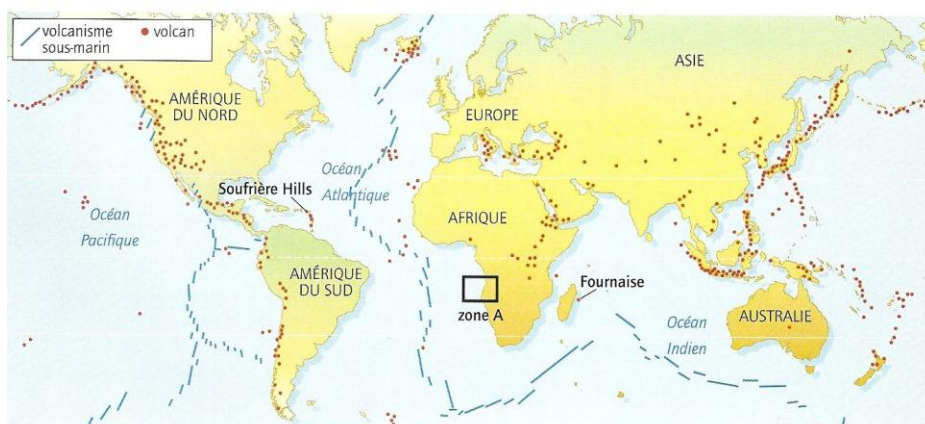 volcanisme
sous-marin
volcan
ASIE
AMÉRIQUE
DU NORD
EUROPE
Océan
Atlantique
Soufrière Hills
Océan
Pacifique
AFRIQUE
AMÉRIQUE
DU SUD
zone A
Fournaise
Océan
Indien
AUSTRALIE